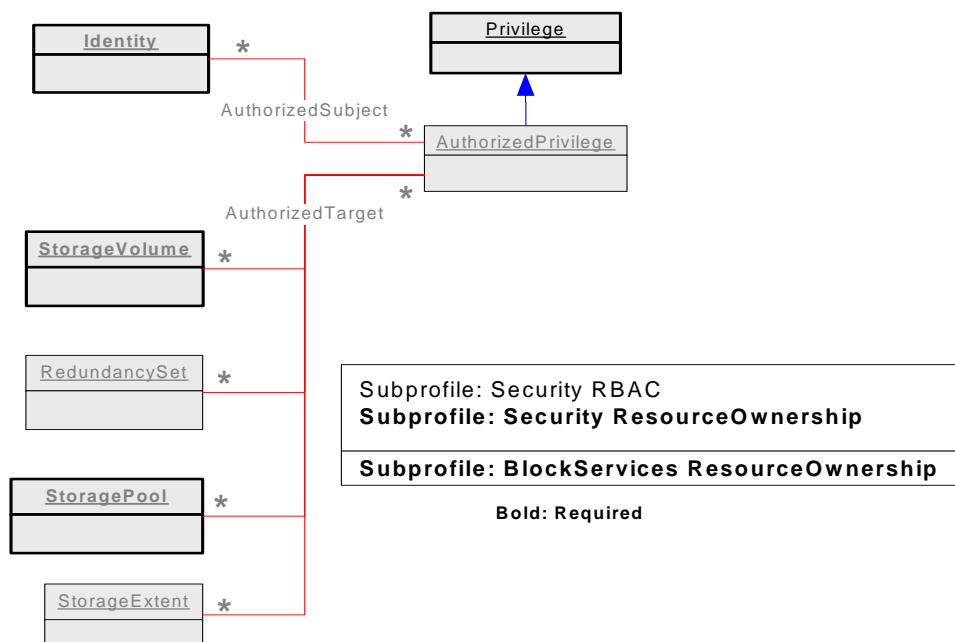 Identity
*
Privilege
AuthorizedSubject
*
AuthorizedPrivilege
*
AuthorizedTarget
StorageVolume
*
RedundancySet
*
Subprofile: Security RBAC
Subprofile: Security ResourceOwnership
Subprofile: BlockServices ResourceOwnership
StoragePool
*
Bold: Required
StorageExtent
*